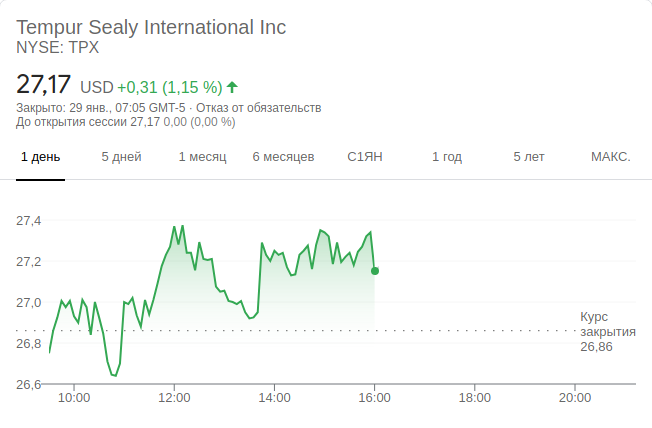 Tempur Sealy International Inc
NYSE: TPX
27,17 USD +0,31 (1,15 %)
Закрыто: 29 янв., 07:05 GMT-5 · Отказ от обязательств
До открытия сессии 27,17 0,00 (0,00 %)
1 день 5 дней 1 месяц 6 месяцев С1ЯН 1 год 5 лет МАКС.
27,4
27,2
27,0
Курс
закрытия
26,86
26,8
26,6
10:00 12:00 14:00 16:00 18:00 20:00